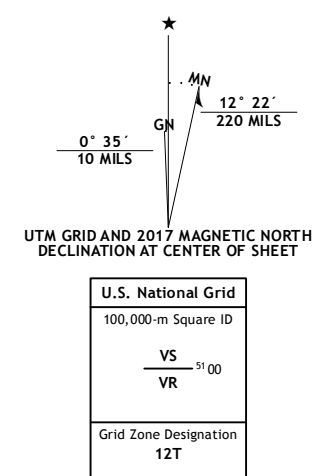 ★
MN
GN
12° 22´
220 MILS
0° 35´
10 MILS
UTM GRID AND 2017 MAGNETIC NORTH
DECLINATION AT CENTER OF SHEET
U.S. National Grid
100,000-m Square ID
VS
51 00
VR
Grid Zone Designation
12T